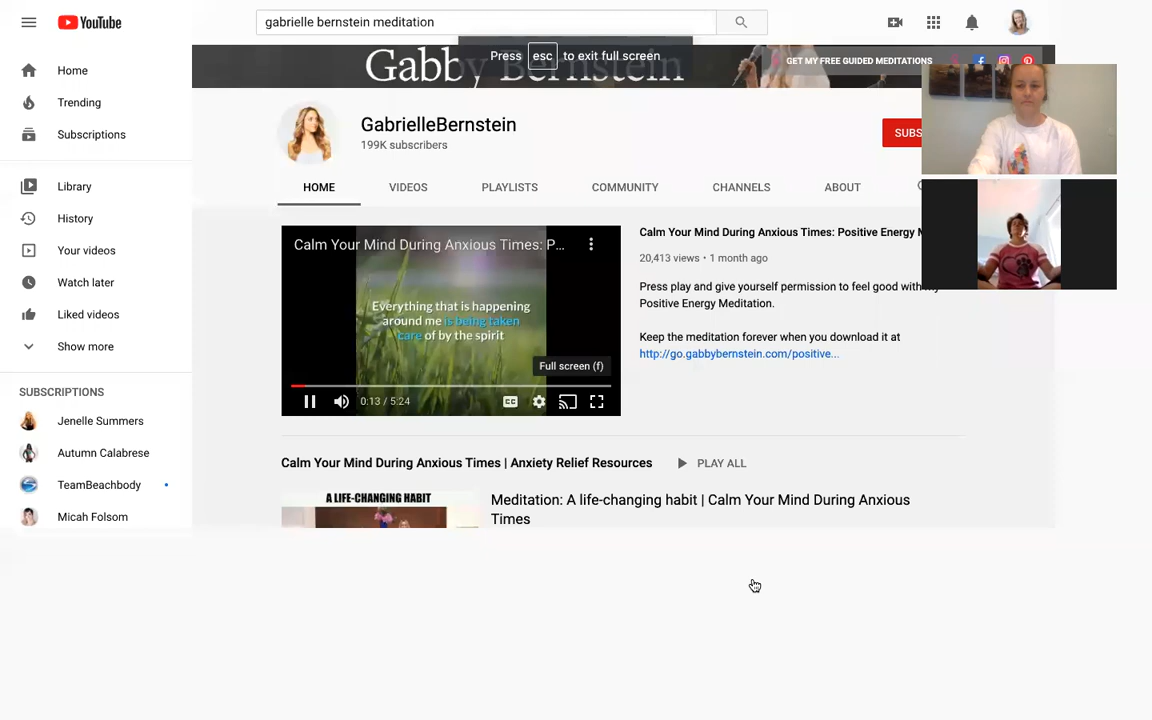 YouTube
gabrielle bernstein meditation
Press esc to exit full screen
Gabby Bernstein
GET MY FREE GUIDED MEDITATIONS
Home
Trending
Subscriptions
Library
History
Your videos
Watch later
Liked videos
Show more
SUBSCRIPTIONS
Jenelle Summers
Autumn Calabrese
TeamBeachbody
Micah Folsom
GabrielleBernstein
199K subscribers
SUBS
HOME
VIDEOS
PLAYLISTS
COMMUNITY
CHANNELS
ABOUT
Calm Your Mind During Anxious Times: P...
Everything that is happening
around me is being taken
care of by the spirit
Full screen (f)
0:13 / 5:24
CC
Calm Your Mind During Anxious Times: Positive Energy M
20,413 views • 1 month ago
Press play and give yourself permission to feel good with my
Positive Energy Meditation.
Keep the meditation forever when you download it at
http://go.gabbybernstein.com/positive...
Calm Your Mind During Anxious Times | Anxiety Relief Resources
PLAY ALL
A LIFE-CHANGING HABIT
Meditation: A life-changing habit | Calm Your Mind During Anxious
Times